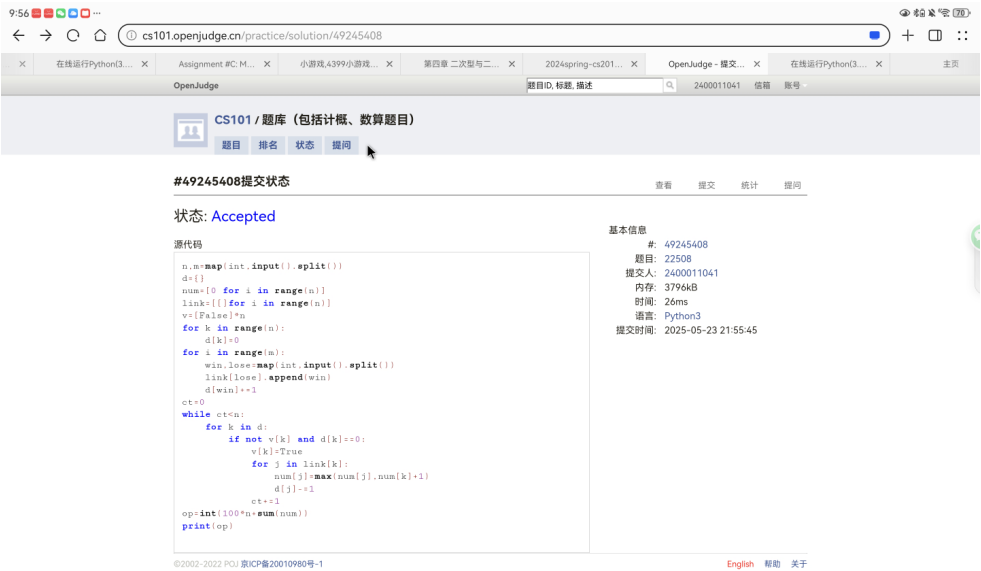 9:56 ... 70
cs101.openjudge.cn/practice/solution/49245408
在线运行Python(3.... Assignment #C: M... 小游戏,4399小游戏... 第四章 二次型与二... 2024spring-cs201... OpenJudge - 提交... 在线运行Python(3.... 主页
OpenJudge 题目ID, 标题, 描述 2400011041 信箱 账号
CS101 / 题库（包括计概、数算题目）
题目 排名 状态 提问
#49245408提交状态 查看 提交 统计 提问
状态: Accepted
源代码
n,m=map(int,input().split())
d={}
num=[0 for i in range(n)]
link=[[]for i in range(n)]
v=[False]*n
for k in range(n):
    d[k]=0
for i in range(m):
    win,lose=map(int,input().split())
    link[lose].append(win)
    d[win]+=1
ct=0
while ct<n:
    for k in d:
        if not v[k] and d[k]==0:
            v[k]=True
            for j in link[k]:
                num[j]=max(num[j],num[k]+1)
                d[j]-=1
            ct+=1
op=int(100*n+sum(num))
print(op)
基本信息
#: 49245408
题目: 22508
提交人: 2400011041
内存: 3796kB
时间: 26ms
语言: Python3
提交时间: 2025-05-23 21:55:45
©2002-2022 POJ 京ICP备20010980号-1 English 帮助 关于